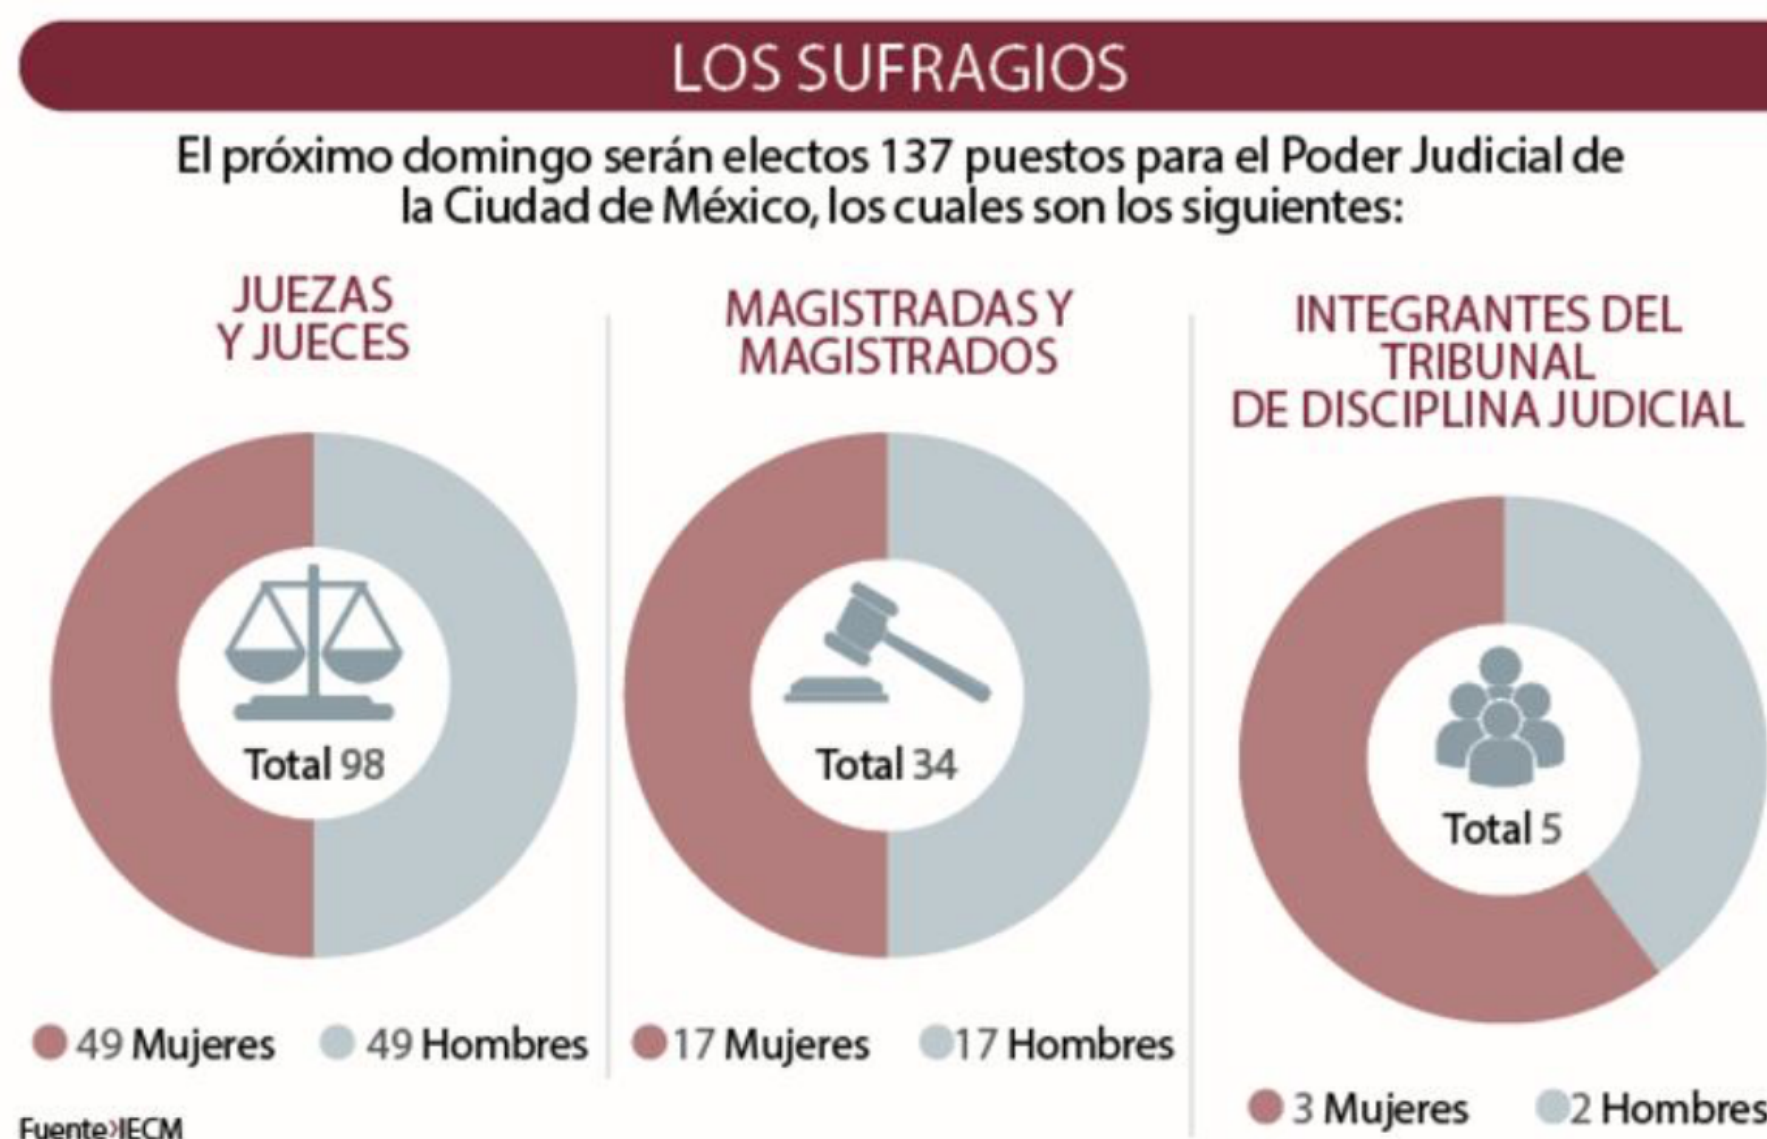 LOS SUFRAGIOS
El próximo domingo serán electos 137 puestos para el Poder Judicial de
la Ciudad de México, los cuales son los siguientes:
JUEZAS
Y JUECES
Total 98
49 Mujeres
49 Hombres
MAGISTRADAS Y
MAGISTRADOS
Total 34
17 Mujeres
17 Hombres
INTEGRANTES DEL
TRIBUNAL
DE DISCIPLINA JUDICIAL
Total 5
3 Mujeres
2 Hombres
Fuente>IECM